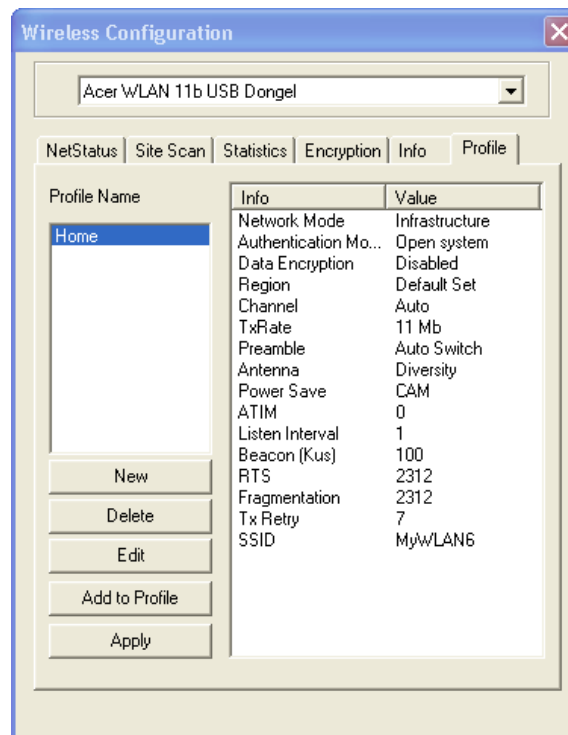 Wireless Configuration
Acer WLAN 11b USB Dongel
NetStatus Site Scan Statistics Encryption Info Profile
Profile Name
Home
New
Delete
Edit
Add to Profile
Apply
Info Value
Network Mode Infrastructure
Authentication Mo... Open system
Data Encryption Disabled
Region Default Set
Channel Auto
TxRate 11 Mb
Preamble Auto Switch
Antenna Diversity
Power Save CAM
ATIM 0
Listen Interval 1
Beacon (Kus) 100
RTS 2312
Fragmentation 2312
Tx Retry 7
SSID MyWLAN6